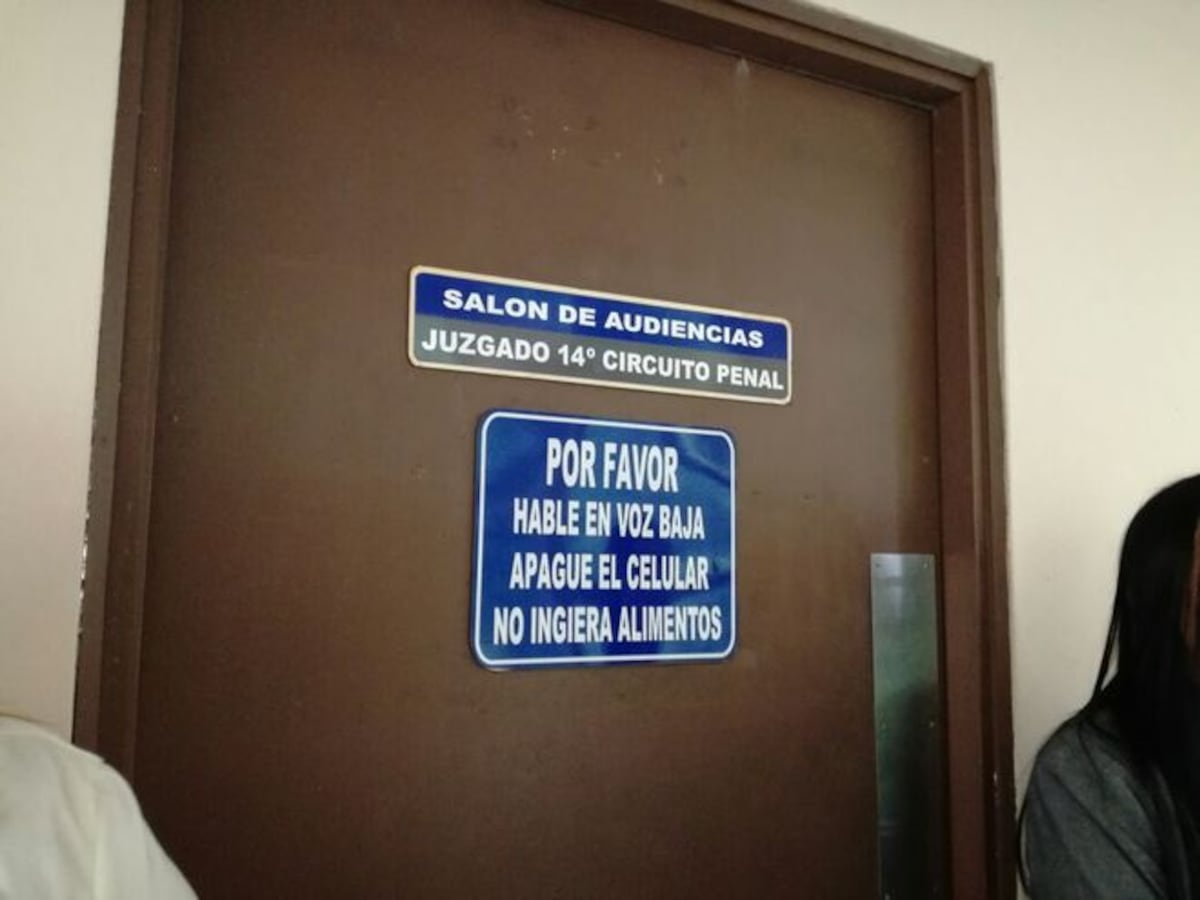 SALON DE AUDIENCIAS
JUZGADO 14° CIRCUITO PENAL
POR FAVOR
HABLE EN VOZ BAJA
APAGUE EL CELULAR
NO INGIERA ALIMENTOS